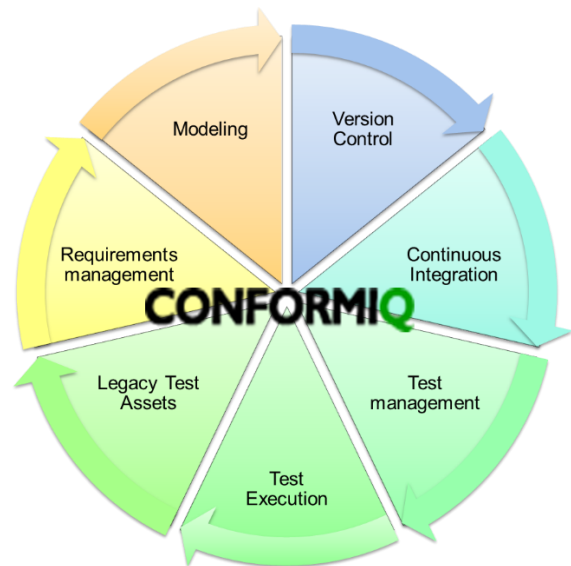 Modeling
Version
Control
Requirements
management
Continuous
Integration
CONFORMIQ
Legacy Test
Assets
Test
management
Test
Execution